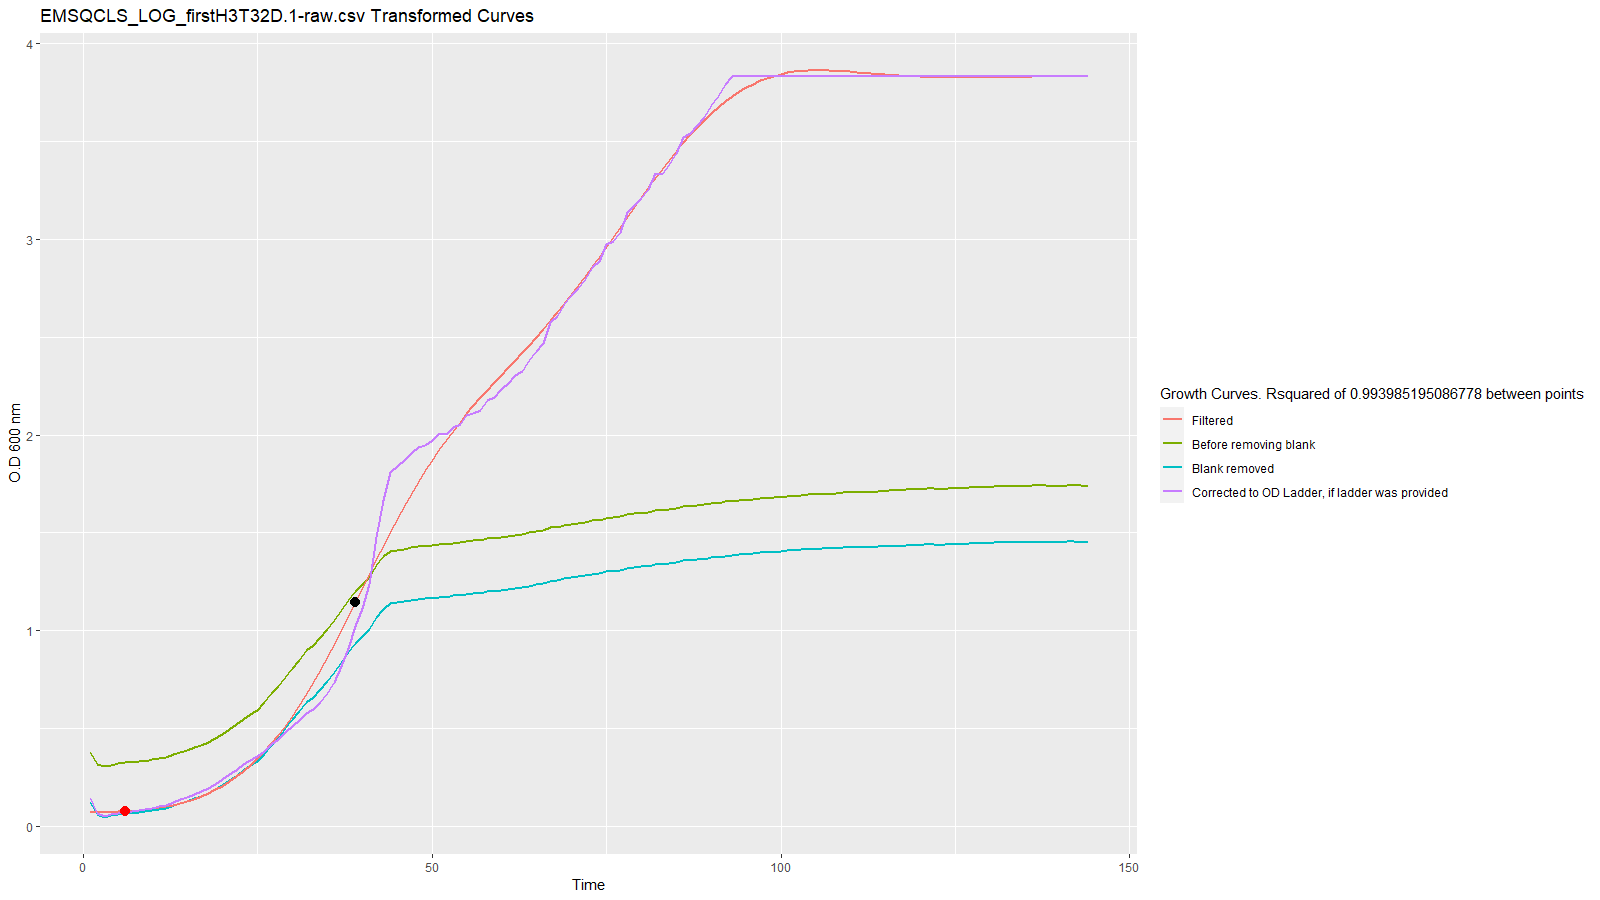 EMSQCLS_LOG_firstH3T32D.1-raw.csv Transformed Curves
4
3
2
1
0
O.D 600 nm
0
50
100
150
Time
Growth Curves. Rsquared of 0.993985195086778 between points
Filtered
Before removing blank
Blank removed
Corrected to OD Ladder, if ladder was provided